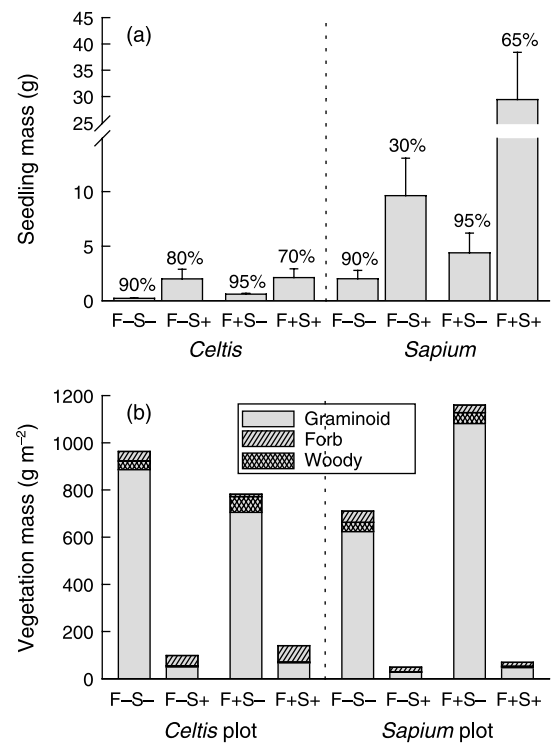 (a)
Seedling mass (g)
45
40
35
30
25
10
5
0
90%
80%
95%
70%
90%
30%
95%
65%
F–S– F–S+ F+S– F+S+ F–S– F–S+ F+S– F+S+
Celtis Sapium
(b)
Vegetation mass (g m⁻²)
1200
1000
800
600
400
200
0
Graminoid
Forb
Woody
F–S– F–S+ F+S– F+S+ F–S– F–S+ F+S– F+S+
Celtis plot Sapium plot